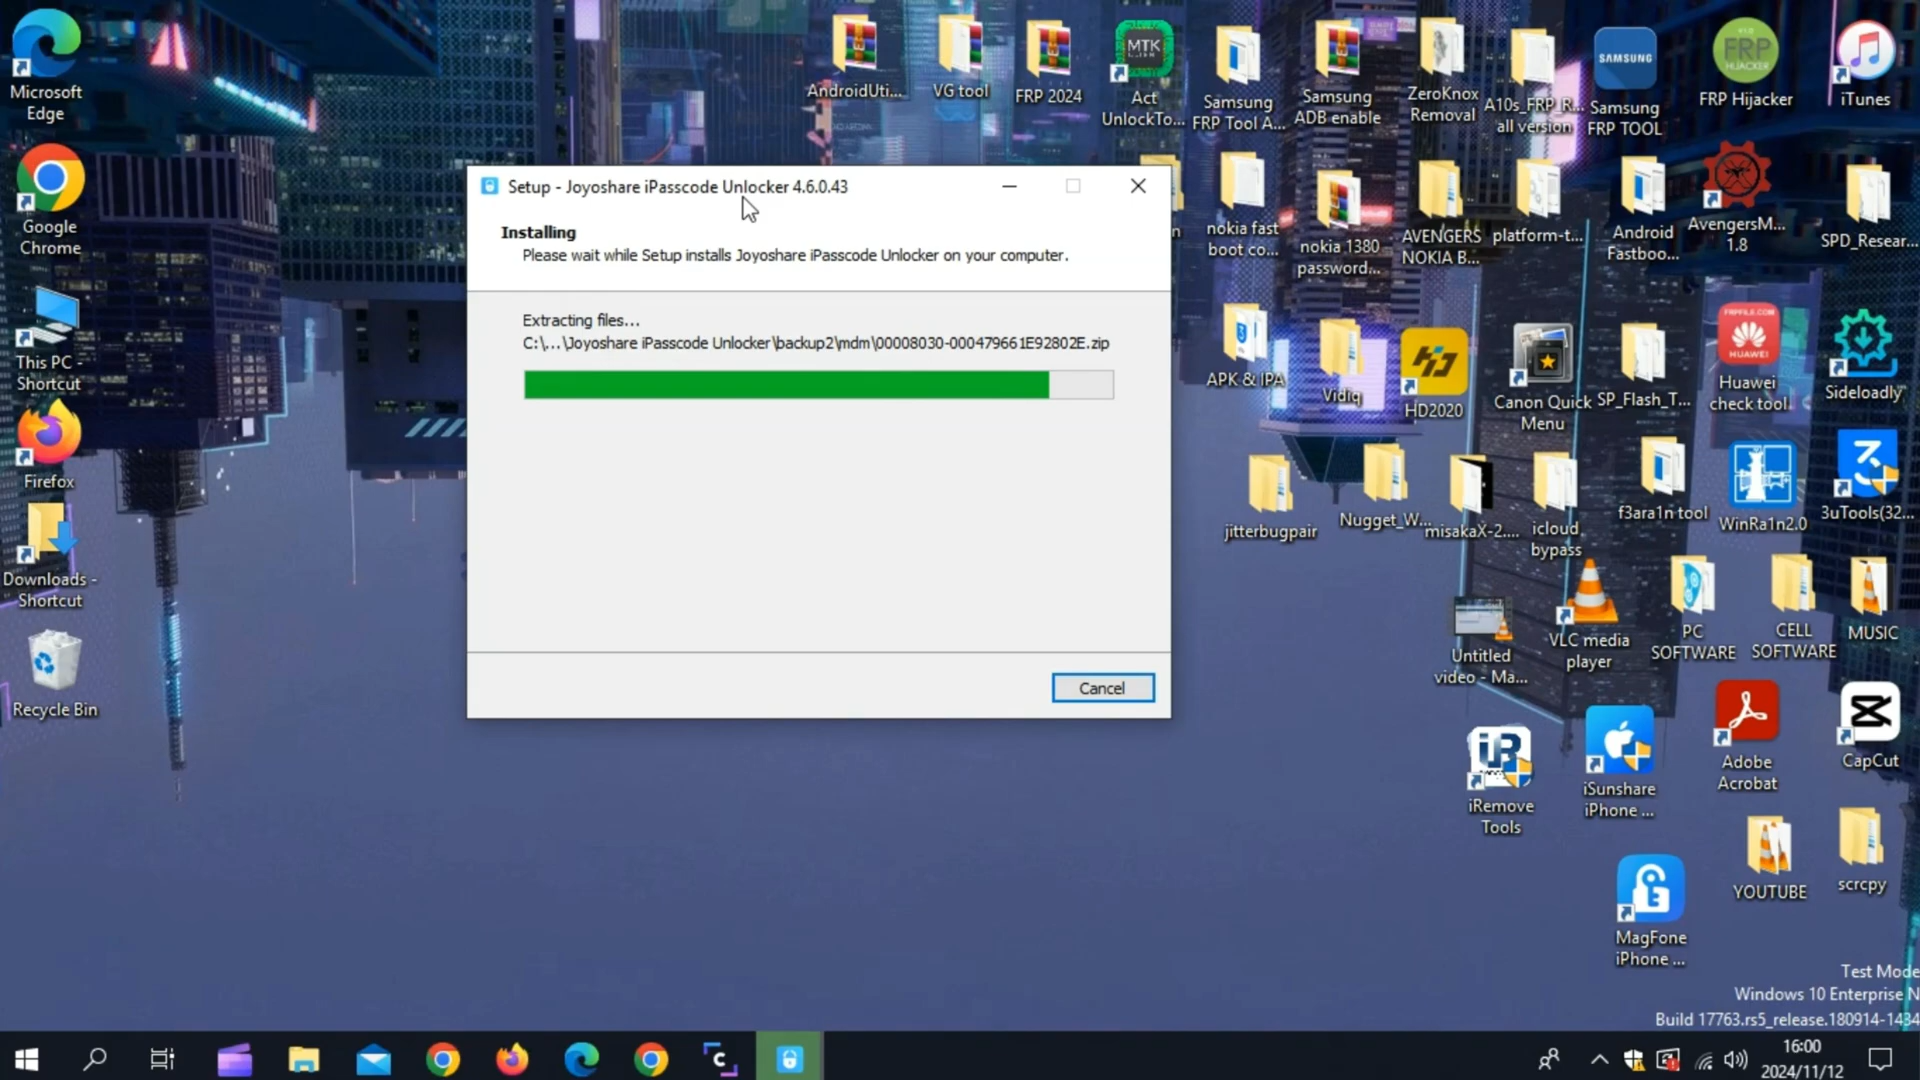 Microsoft
Edge
Google
Chrome
This PC -
Shortcut
Firefox
Downloads -
Shortcut
Recycle Bin
AndroidUti...
VG tool
FRP 2024
MTK
Act
UnlockTo...
Samsung
FRP Tool A...
Samsung
ADB enable
ZeroKnox
Removal
A10s_FRP_R...
all version
SAMSUNG
Samsung
FRP TOOL
FRP
HIJACKER
FRP Hijacker
iTunes
Setup - Joyoshare iPasscode Unlocker 4.6.0.43
Installing
Please wait while Setup installs Joyoshare iPasscode Unlocker on your computer.
Extracting files...
C:\...\Joyoshare iPasscode Unlocker\backup2\mdm\00008030-000479661E92802E.zip
Cancel
nokia fast
boot co...
nokia 1380
password...
AVENGERS
NOKIA B...
platform-t...
Android
Fastboo...
AvengersM...
1.8
SPD_Resear...
APK & IPA
Vidiq
HD2020
Canon Quick
Menu
SP_Flash_T...
HUAWEI
Huawei
check tool.
Sideloadly
jitterbugpair
Nugget_W...
misakaX-2....
icloud
bypass
f3ara1n tool
WinRa1n2.0
3uTools(32...
Untitled
video - Ma...
VLC media
player
PC
SOFTWARE
CELL
SOFTWARE
MUSIC
iR
iRemove
Tools
iSunshare
iPhone ...
Adobe
Acrobat
CapCut
MagFone
iPhone ...
YOUTUBE
scrcpy
Test Mode
Windows 10 Enterprise N
Build 17763.rs5_release.180914-1434
16:00
2024/11/12